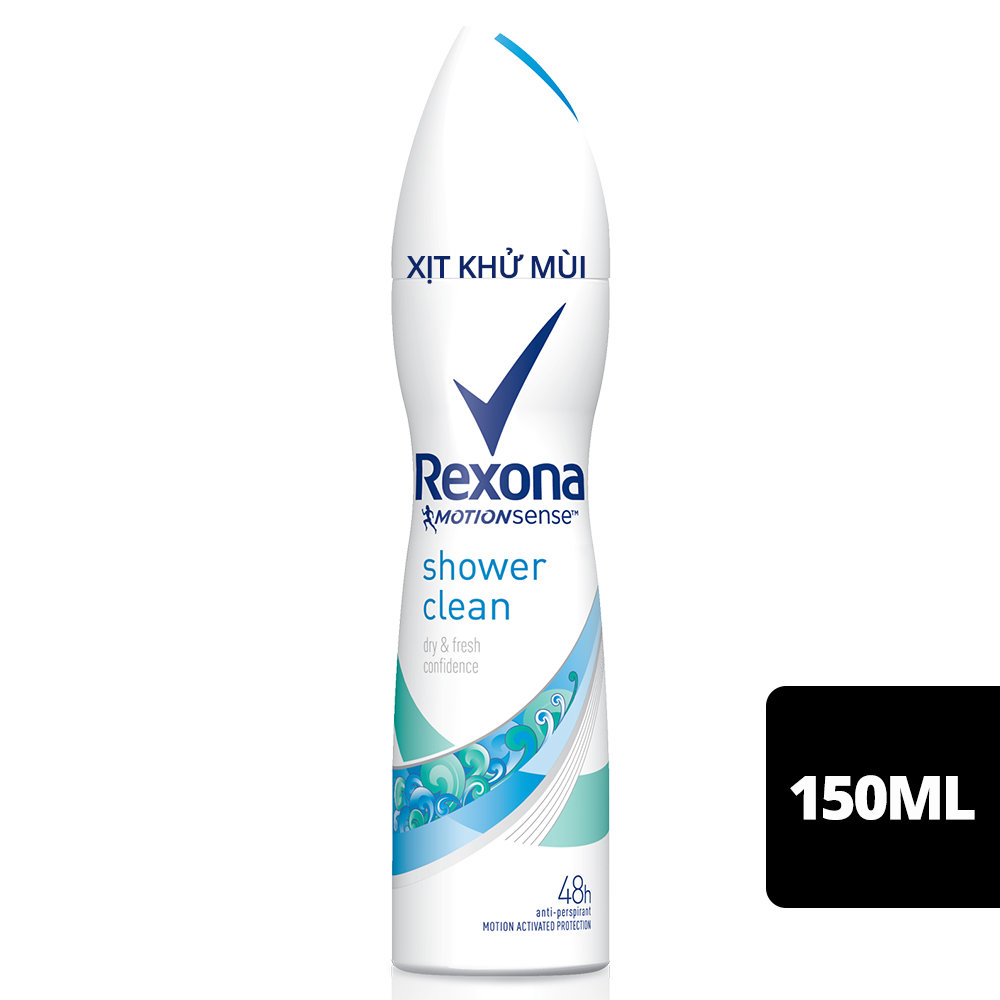 XỊT KHỬ MÙI
Rexona
MOTIONsense™
shower
clean
dry & fresh
confidence
150ML
48h
anti-perspirant
MOTION ACTIVATED PROTECTION